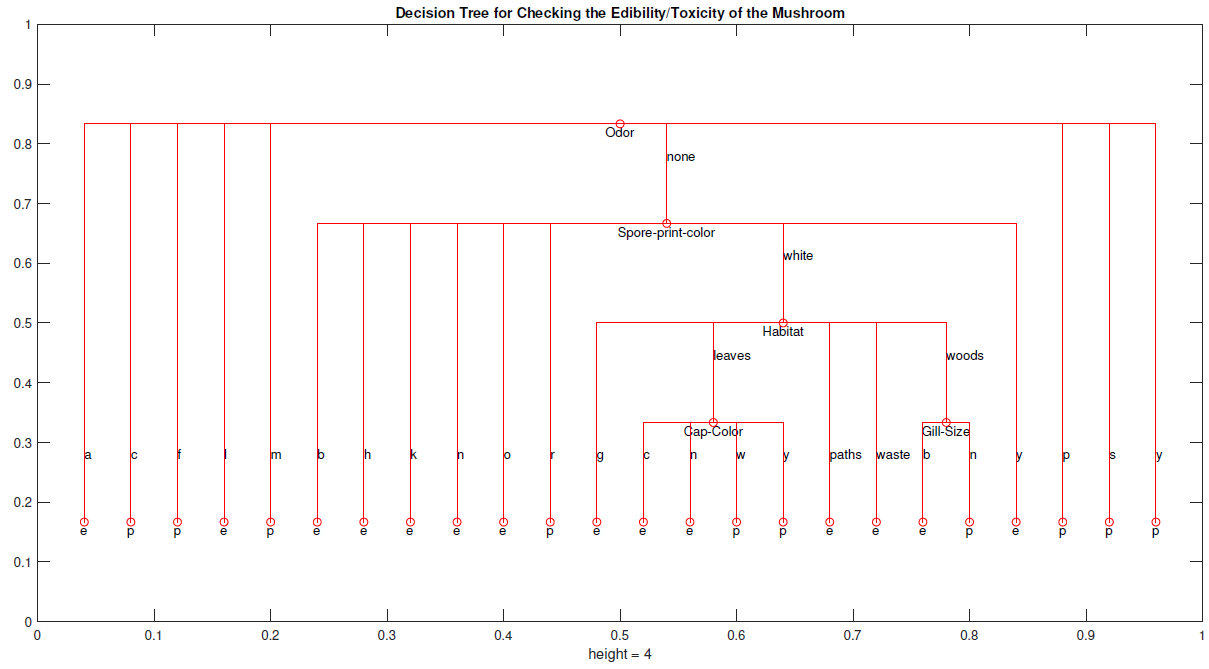 Decision Tree for Checking the Edibility/Toxicity of the Mushroom
1
0.9
0.8
0.7
0.6
0.5
0.4
0.3
0.2
0.1
0
Odor
none
Spore-print-color
white
Habitat
leaves
woods
Cap-Color
Gill-Size
a c f l m b h k n o r g c n w y paths waste b n y p s y
e p p e p e e e e e p e e e p p e e e p e p p p
0 0.1 0.2 0.3 0.4 0.5 0.6 0.7 0.8 0.9 1
height = 4